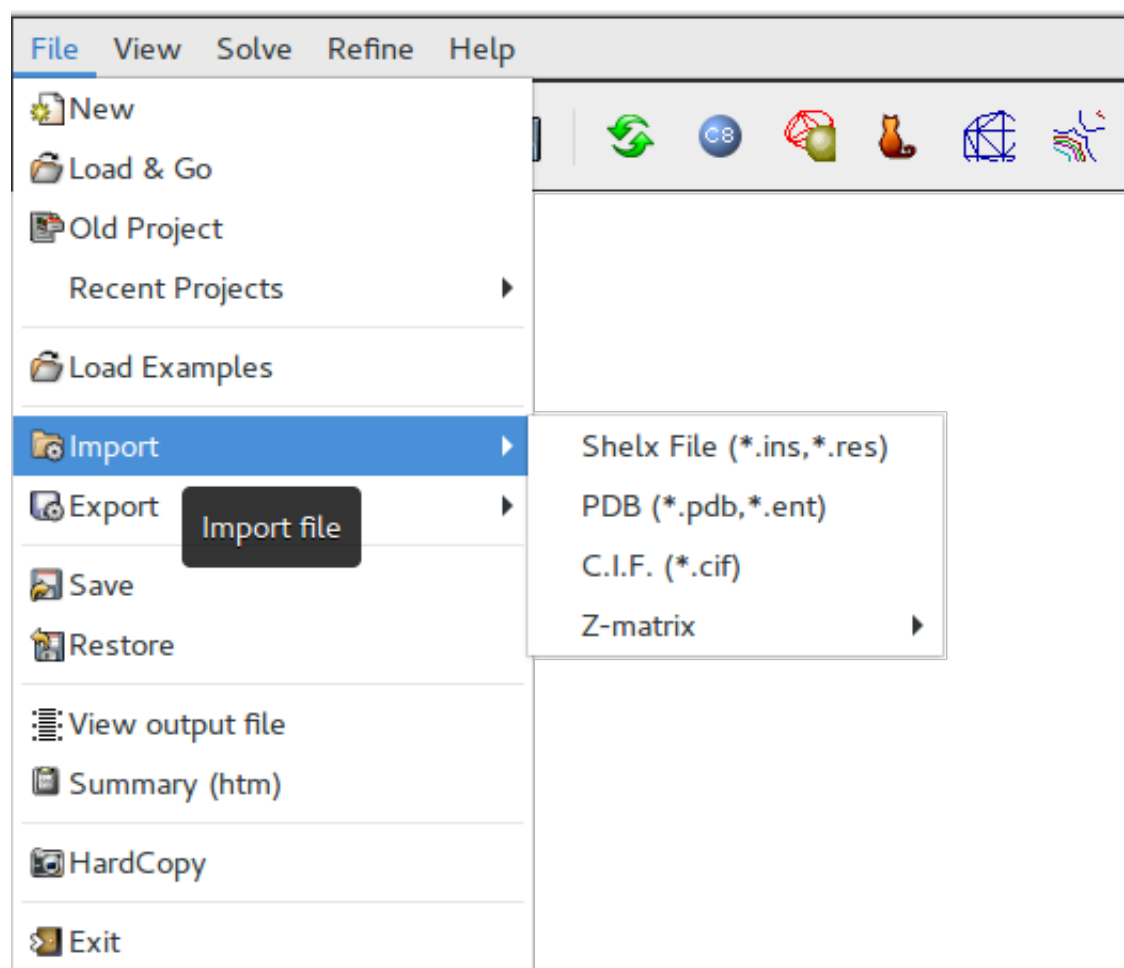 File View Solve Refine Help
New
C8
Load & Go
Old Project
Recent Projects
Load Examples
Import
Shelx File (*.ins,*.res)
Export
Import file
PDB (*.pdb,*.ent)
C.I.F. (*.cif)
Save
Z-matrix
Restore
View output file
Summary (htm)
HardCopy
Exit